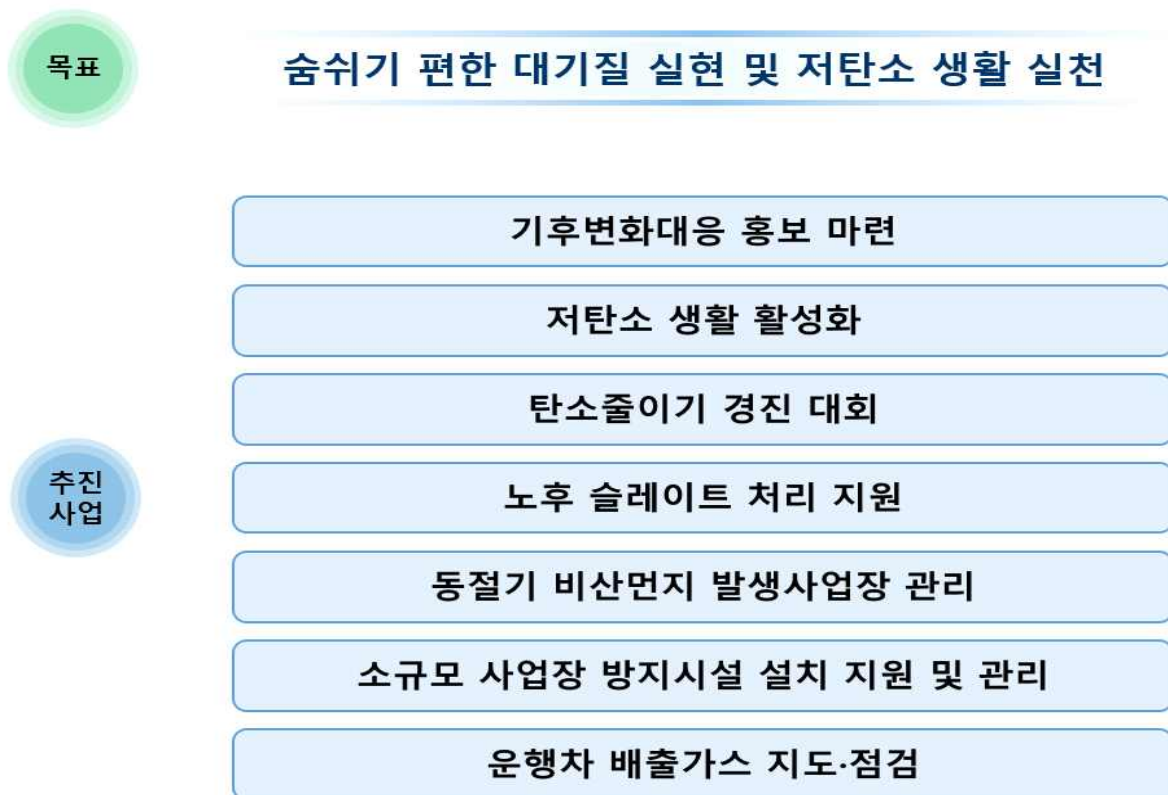 목표
숨쉬기 편한 대기질 실현 및 저탄소 생활 실천
기후변화대응 홍보 마련
저탄소 생활 활성화
탄소줄이기 경진 대회
추진
사업
노후 슬레이트 처리 지원
동절기 비산먼지 발생사업장 관리
소규모 사업장 방지시설 설치 지원 및 관리
운행차 배출가스 지도·점검